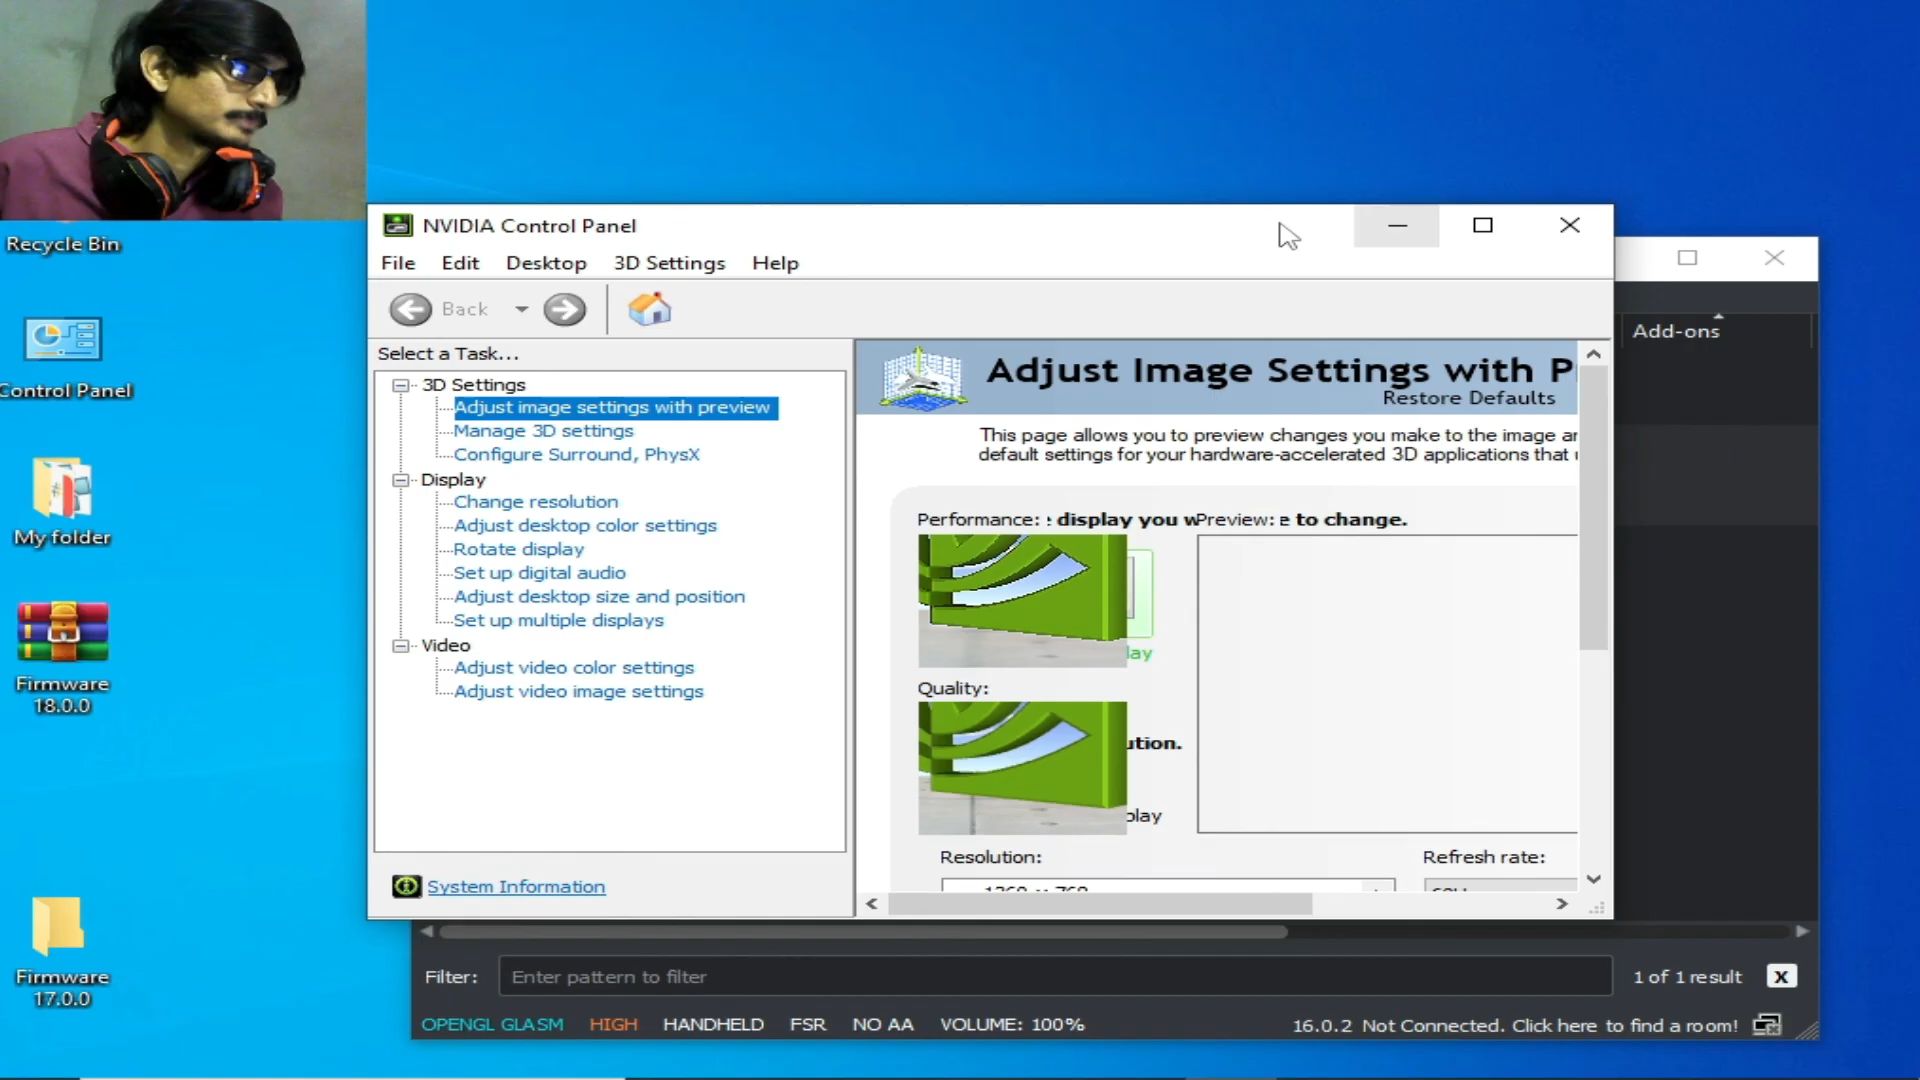 Recycle Bin
Control Panel
My folder
Firmware
18.0.0
Firmware
17.0.0
NVIDIA Control Panel
File Edit Desktop 3D Settings Help
Back
Select a Task...
3D Settings
Adjust image settings with preview
Manage 3D settings
Configure Surround, PhysX
Display
Change resolution
Adjust desktop color settings
Rotate display
Set up digital audio
Adjust desktop size and position
Set up multiple displays
Video
Adjust video color settings
Adjust video image settings
System Information
Adjust Image Settings with P
Restore Defaults
This page allows you to preview changes you make to the image
default settings for your hardware-accelerated 3D applications that
Performance: display you w Preview: e to change.
lay
Quality:
ution.
play
Resolution: Refresh rate:
Add-ons
Filter: Enter pattern to filter 1 of 1 result X
OPENGL GLASM HIGH HANDHELD FSR NO AA VOLUME: 100% 16.0.2 Not Connected. Click here to find a room!